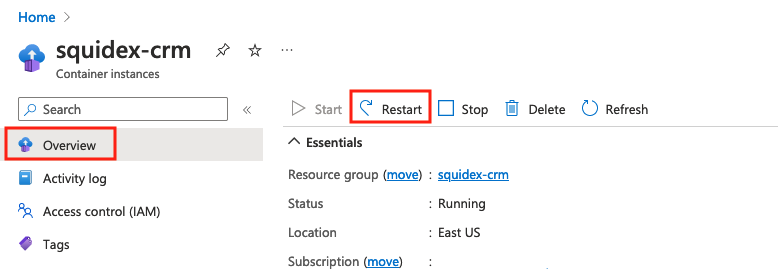 Home
squidex-crm ...
Container instances
Search
Start Restart Stop Delete Refresh
Overview
Essentials
Activity log
Resource group (move) : squidex-crm
Status : Running
Access control (IAM)
Location : East US
Tags
Subscription (move) :